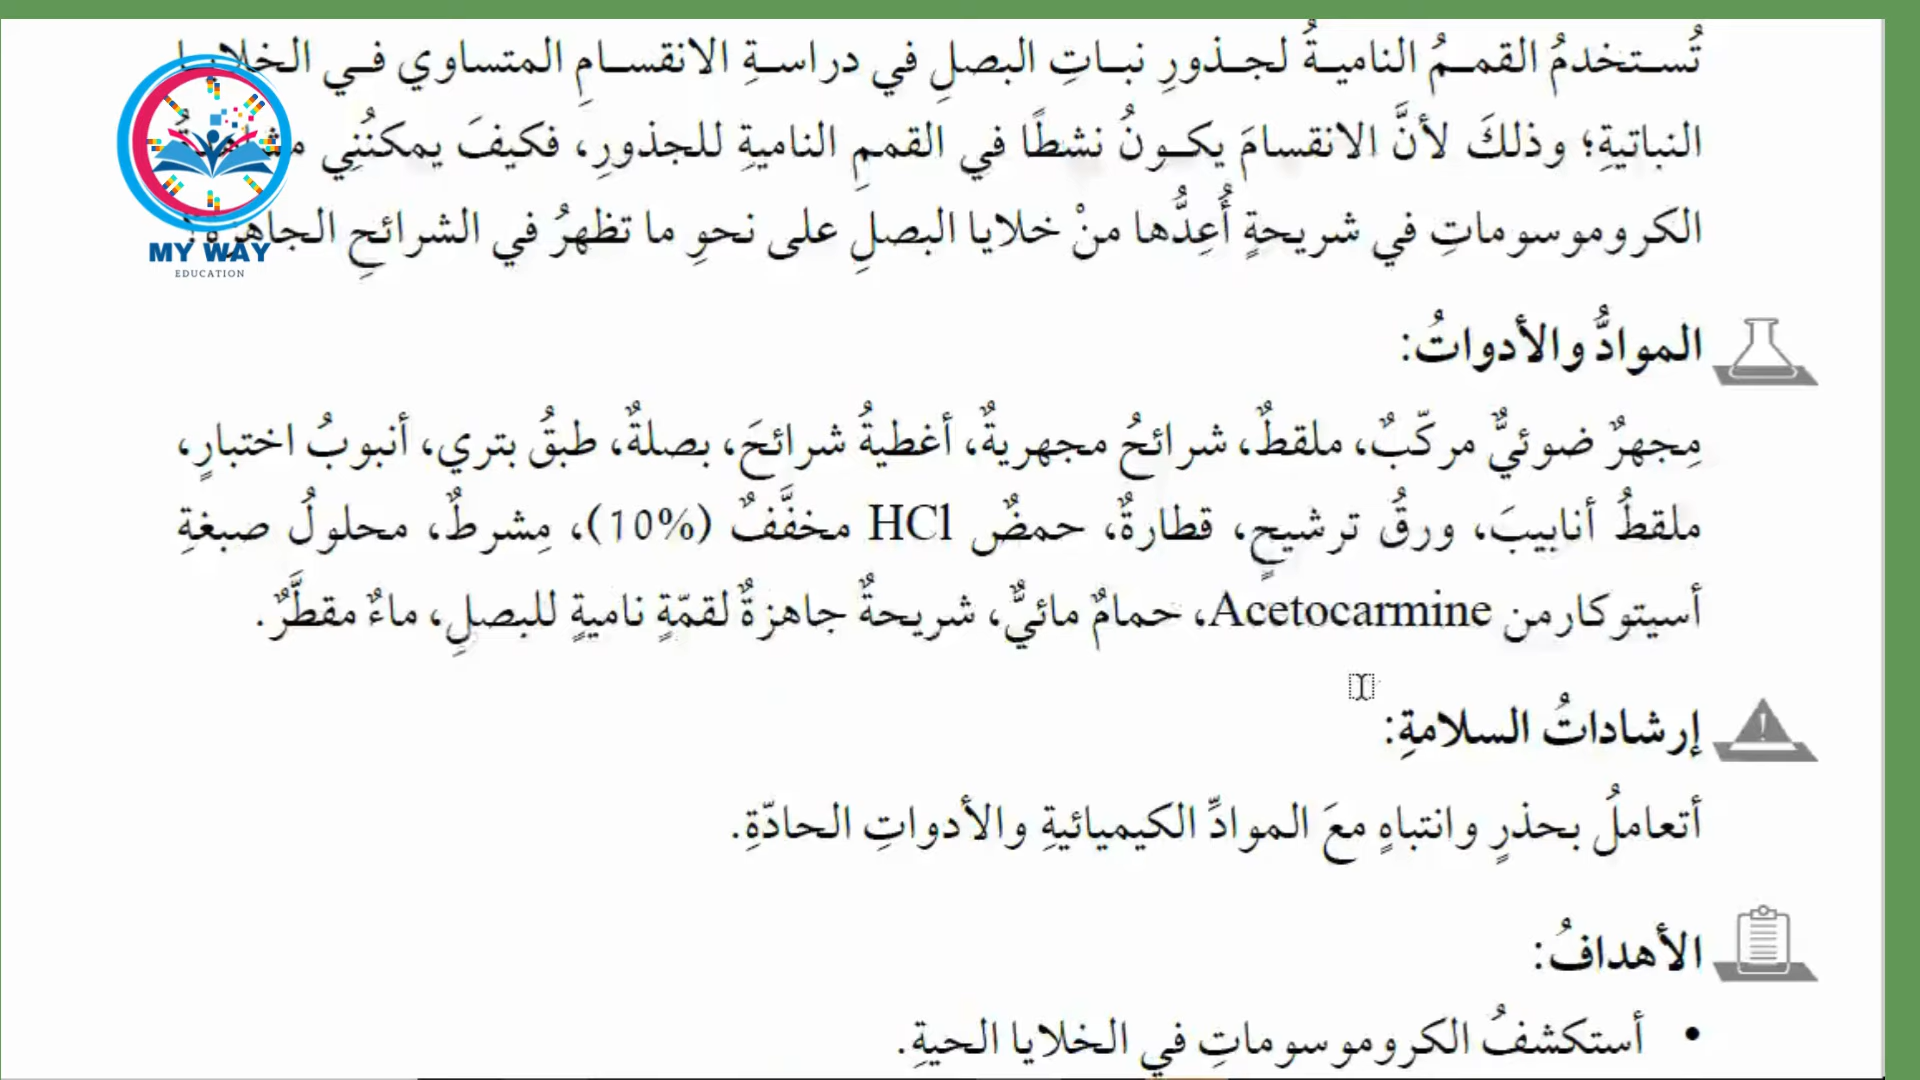 تُستخدمُ القممُ الناميةُ لجذورِ نباتِ البصلِ في دراسةِ الانقسامِ المتساوي في
النباتيةِ؛ وذلكَ لأنَّ الانقسامَ يكونُ نشطًا في القممِ الناميةِ للجذورِ، فكيفَ يمكنُنِي
الكروموسوماتِ في شريحةٍ أُعِدُّها منْ خلايا البصلِ على نحوِ ما تظهرُ في الشرائحِ الجاهزةِ؟
MY WAY
EDUCATION
الموادُّ والأدواتُ:
مِجهرٌ ضوئيٌّ مركّبٌ، ملقطٌ، شرائحُ مجهريةٌ، أغطيةُ شرائحَ، بصلةٌ، طبقُ بتري، أنبوبُ اختبارٍ،
ملقطُ أنابيبَ، ورقُ ترشيحٍ، قطارةٌ، حمضٌ HCl مخفَّفٌ (10%)، مِشرطٌ، محلولُ صبغةِ
أسيتوكارمن Acetocarmine، حمامٌ مائيٌّ، شريحةٌ جاهزةٌ لقمّةٍ ناميةٍ للبصلِ، ماءٌ مقطَّرٌ.
إرشاداتُ السلامةِ:
أتعاملُ بحذرٍ وانتباهٍ معَ الموادِّ الكيميائيةِ والأدواتِ الحادّةِ.
الأهدافُ:
• أستكشفُ الكروموسوماتِ في الخلايا الحيةِ.